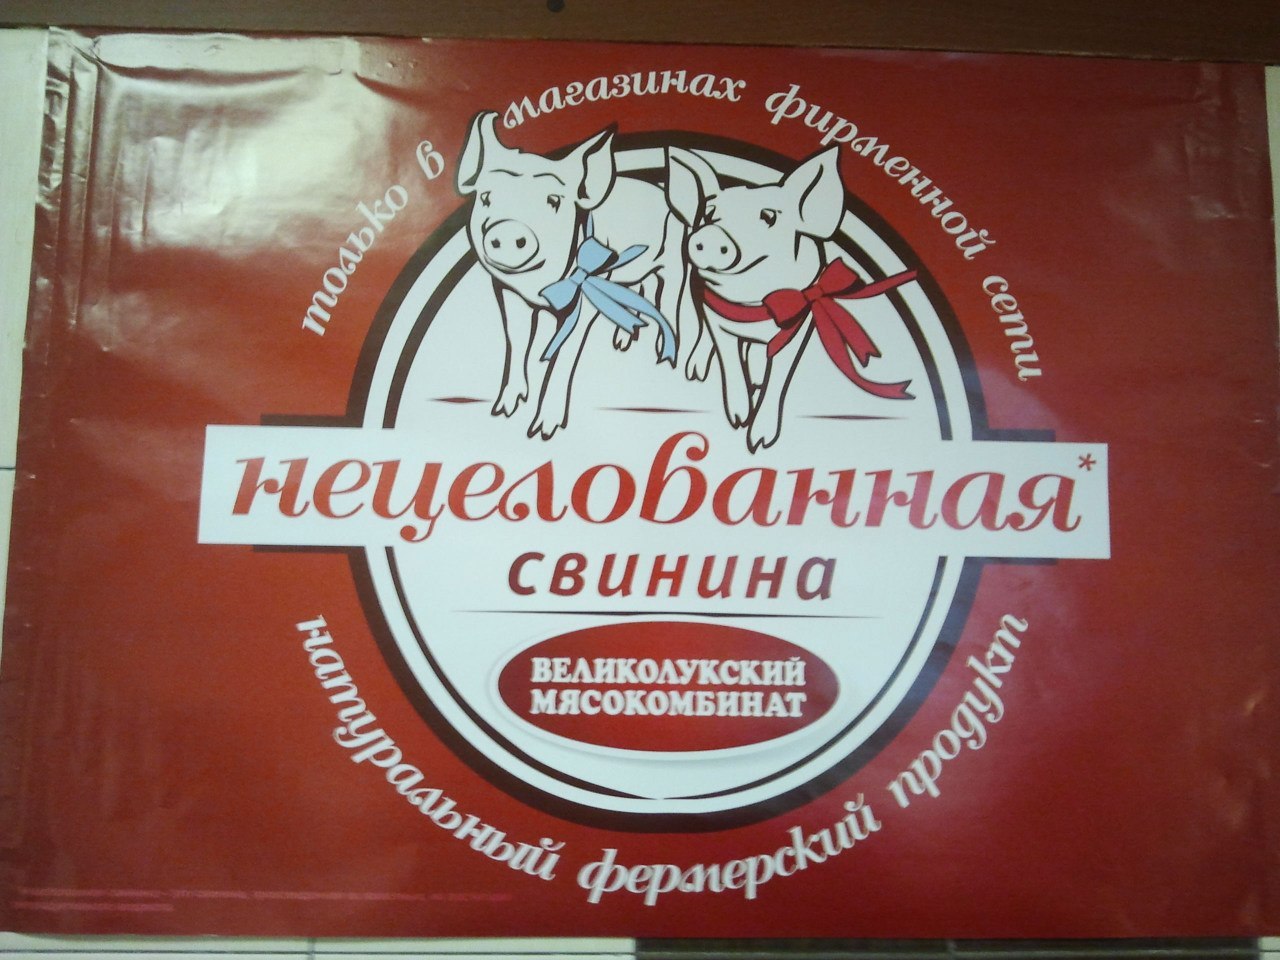 только в магазинах фирменной сети
нецелованная*
свинина
ВЕЛИКОЛУКСКИЙ
МЯСОКОМБИНАТ
натуральный фермерский продукт